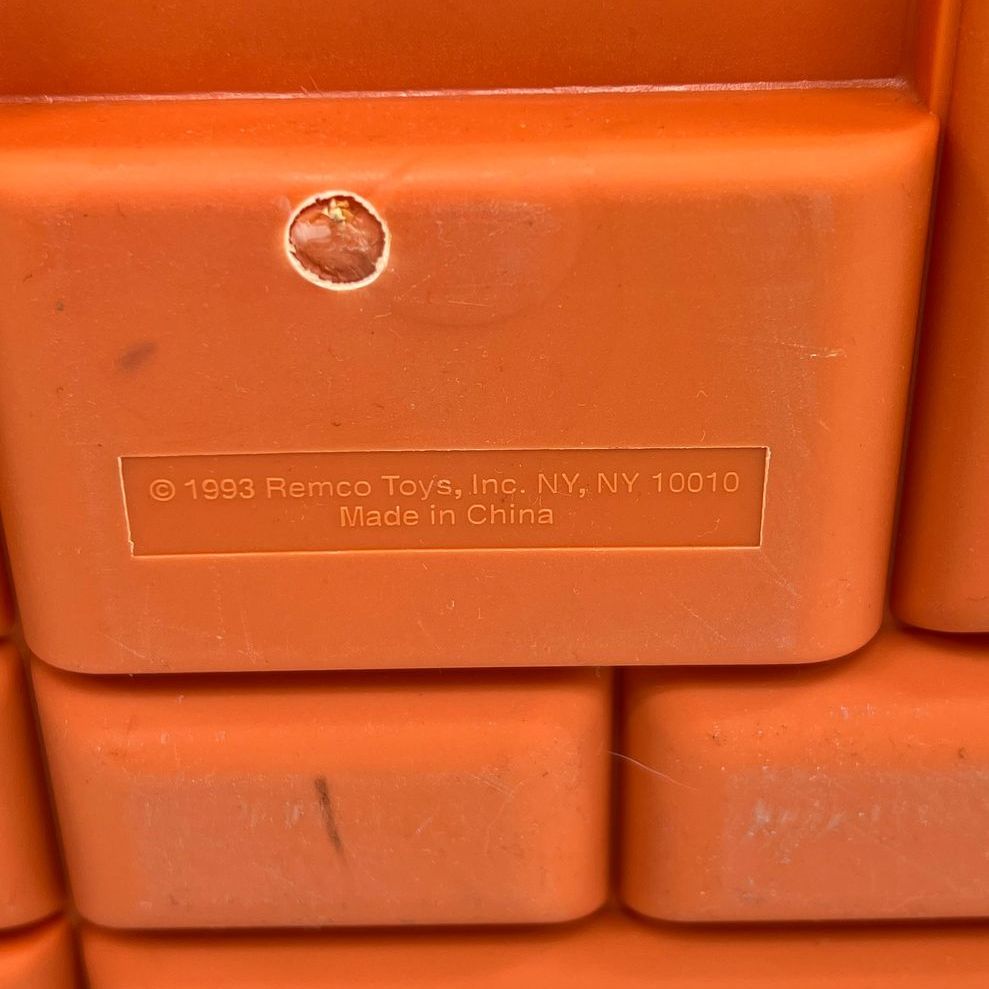 © 1993 Remco Toys, Inc. NY, NY 10010
Made in China